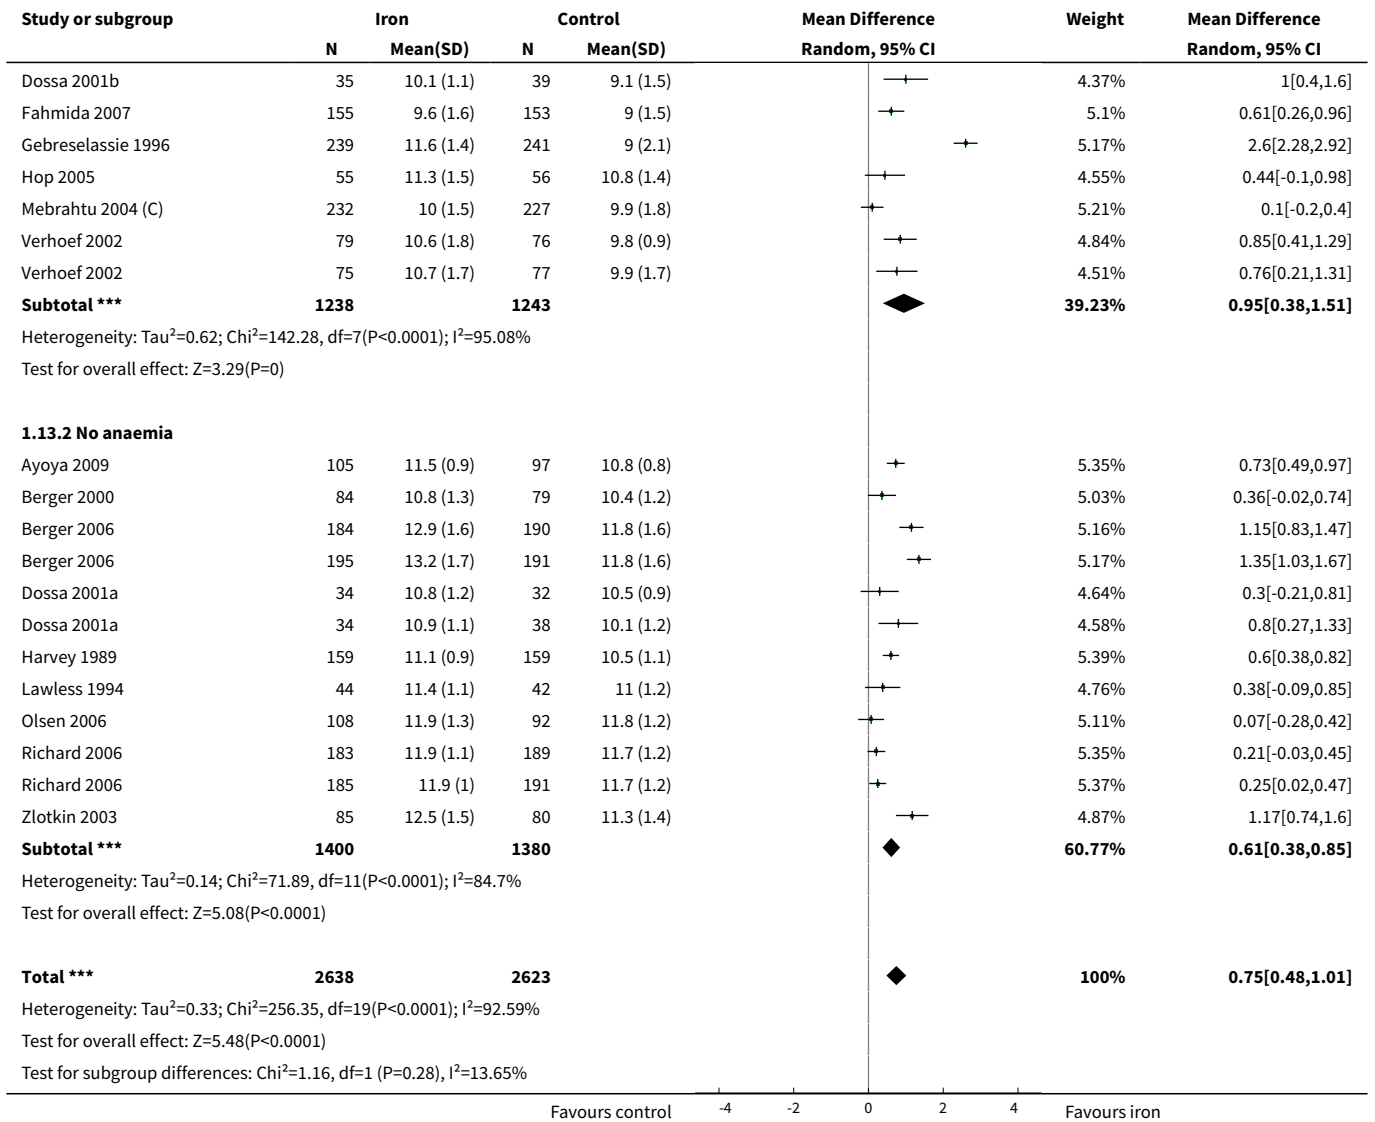 Study or subgroup Iron Control Mean Difference Weight Mean Difference
N Mean(SD) N Mean(SD) Random, 95% CI Random, 95% CI
Dossa 2001b 35 10.1 (1.1) 39 9.1 (1.5) 4.37% 1[0.4,1.6]
Fahmida 2007 155 9.6 (1.6) 153 9 (1.5) 5.1% 0.61[0.26,0.96]
Gebreselassie 1996 239 11.6 (1.4) 241 9 (2.1) 5.17% 2.6[2.28,2.92]
Hop 2005 55 11.3 (1.5) 56 10.8 (1.4) 4.55% 0.44[-0.1,0.98]
Mebrahtu 2004 (C) 232 10 (1.5) 227 9.9 (1.8) 5.21% 0.1[-0.2,0.4]
Verhoef 2002 79 10.6 (1.8) 76 9.8 (0.9) 4.84% 0.85[0.41,1.29]
Verhoef 2002 75 10.7 (1.7) 77 9.9 (1.7) 4.51% 0.76[0.21,1.31]
Subtotal *** 1238 1243 39.23% 0.95[0.38,1.51]
Heterogeneity: Tau²=0.62; Chi²=142.28, df=7(P<0.0001); I²=95.08%
Test for overall effect: Z=3.29(P=0)
1.13.2 No anaemia
Ayoya 2009 105 11.5 (0.9) 97 10.8 (0.8) 5.35% 0.73[0.49,0.97]
Berger 2000 84 10.8 (1.3) 79 10.4 (1.2) 5.03% 0.36[-0.02,0.74]
Berger 2006 184 12.9 (1.6) 190 11.8 (1.6) 5.16% 1.15[0.83,1.47]
Berger 2006 195 13.2 (1.7) 191 11.8 (1.6) 5.17% 1.35[1.03,1.67]
Dossa 2001a 34 10.8 (1.2) 32 10.5 (0.9) 4.64% 0.3[-0.21,0.81]
Dossa 2001a 34 10.9 (1.1) 38 10.1 (1.2) 4.58% 0.8[0.27,1.33]
Harvey 1989 159 11.1 (0.9) 159 10.5 (1.1) 5.39% 0.6[0.38,0.82]
Lawless 1994 44 11.4 (1.1) 42 11 (1.2) 4.76% 0.38[-0.09,0.85]
Olsen 2006 108 11.9 (1.3) 92 11.8 (1.2) 5.11% 0.07[-0.28,0.42]
Richard 2006 183 11.9 (1.1) 189 11.7 (1.2) 5.35% 0.21[-0.03,0.45]
Richard 2006 185 11.9 (1) 191 11.7 (1.2) 5.37% 0.25[0.02,0.47]
Zlotkin 2003 85 12.5 (1.5) 80 11.3 (1.4) 4.87% 1.17[0.74,1.6]
Subtotal *** 1400 1380 60.77% 0.61[0.38,0.85]
Heterogeneity: Tau²=0.14; Chi²=71.89, df=11(P<0.0001); I²=84.7%
Test for overall effect: Z=5.08(P<0.0001)
Total *** 2638 2623 100% 0.75[0.48,1.01]
Heterogeneity: Tau²=0.33; Chi²=256.35, df=19(P<0.0001); I²=92.59%
Test for overall effect: Z=5.48(P<0.0001)
Test for subgroup differences: Chi²=1.16, df=1 (P=0.28), I²=13.65%
Favours control -4 -2 0 2 4 Favours iron